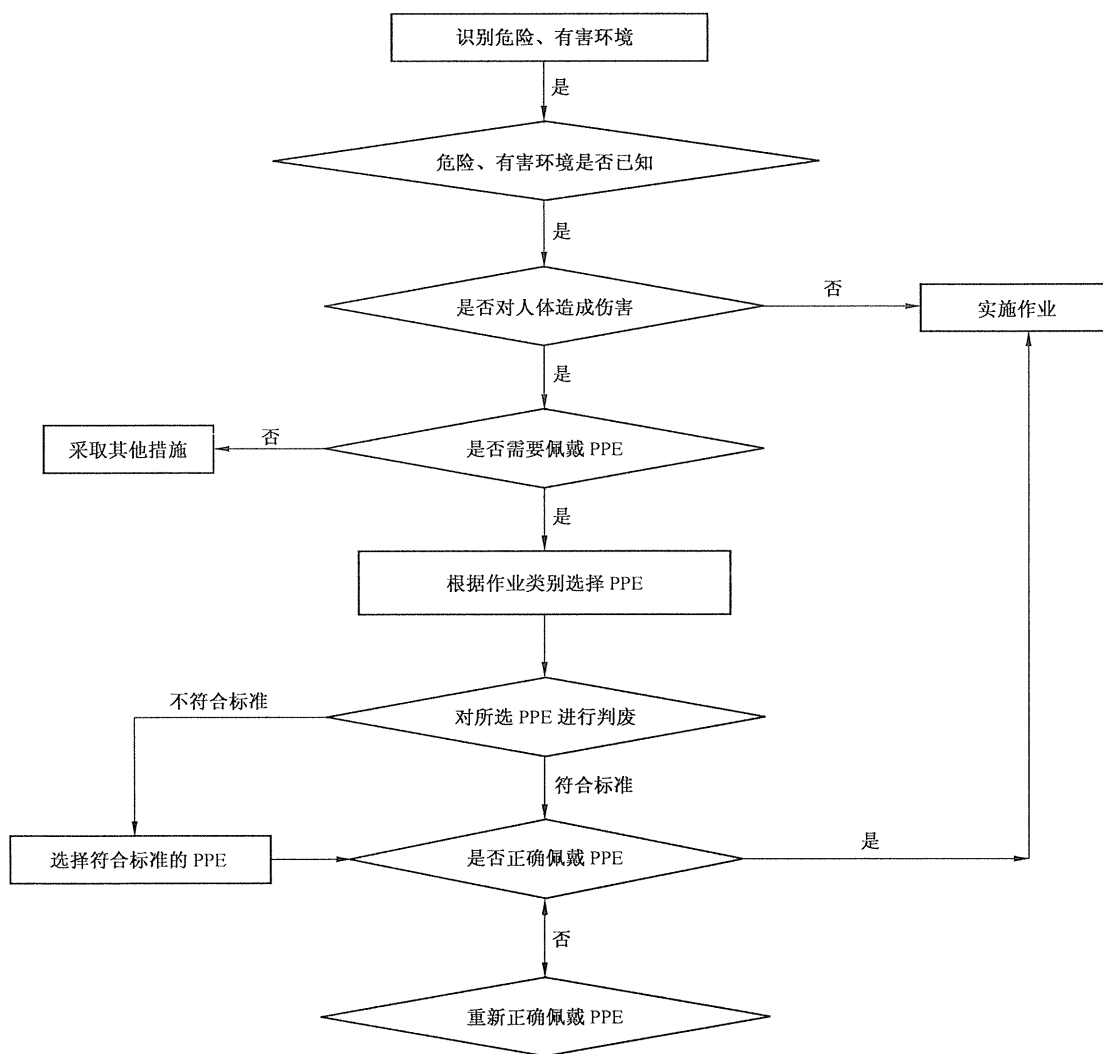 识别危险、有害环境
是
危险、有害环境是否已知
是
是否对人体造成伤害
否
实施作业
是
采取其他措施
否
是否需要佩戴 PPE
是
根据作业类别选择 PPE
不符合标准
对所选 PPE 进行判废
符合标准
选择符合标准的 PPE
是否正确佩戴 PPE
是
否
重新正确佩戴 PPE